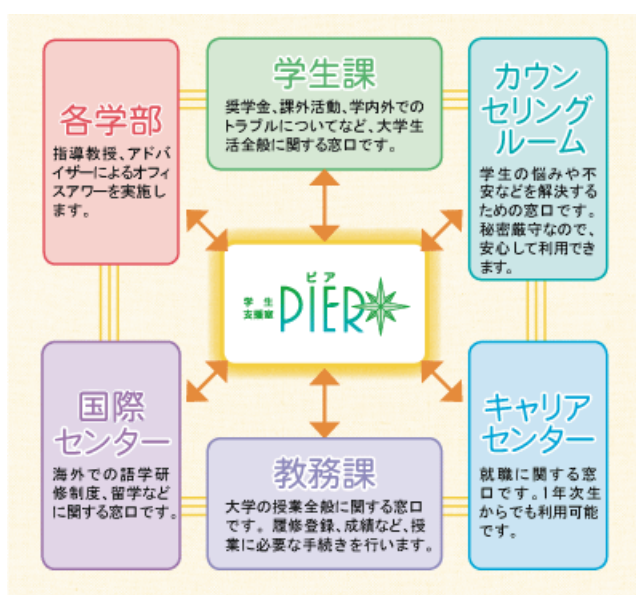 各学部
指導教授、アドバ
イザーによるオフィ
スアワーを実施し
ます。
学生課
奨学金、課外活動、学内外での
トラブルについてなど、大学生
活全般に関する窓口です。
カウン
セリング
ルーム
学生の悩みや不
安などを解決する
ための窓口です。
秘密厳守なので、
安心して利用でき
ます。
ピア
学生
支援室
PIER
国際
センター
海外での語学研
修制度、留学など
に関する窓口です。
教務課
大学の授業全般に関する窓口
です。履修登録、成績など、授
業に必要な手続きを行います。
キャリア
センター
就職に関する窓
口です。1年次生
からでも利用可能
です。